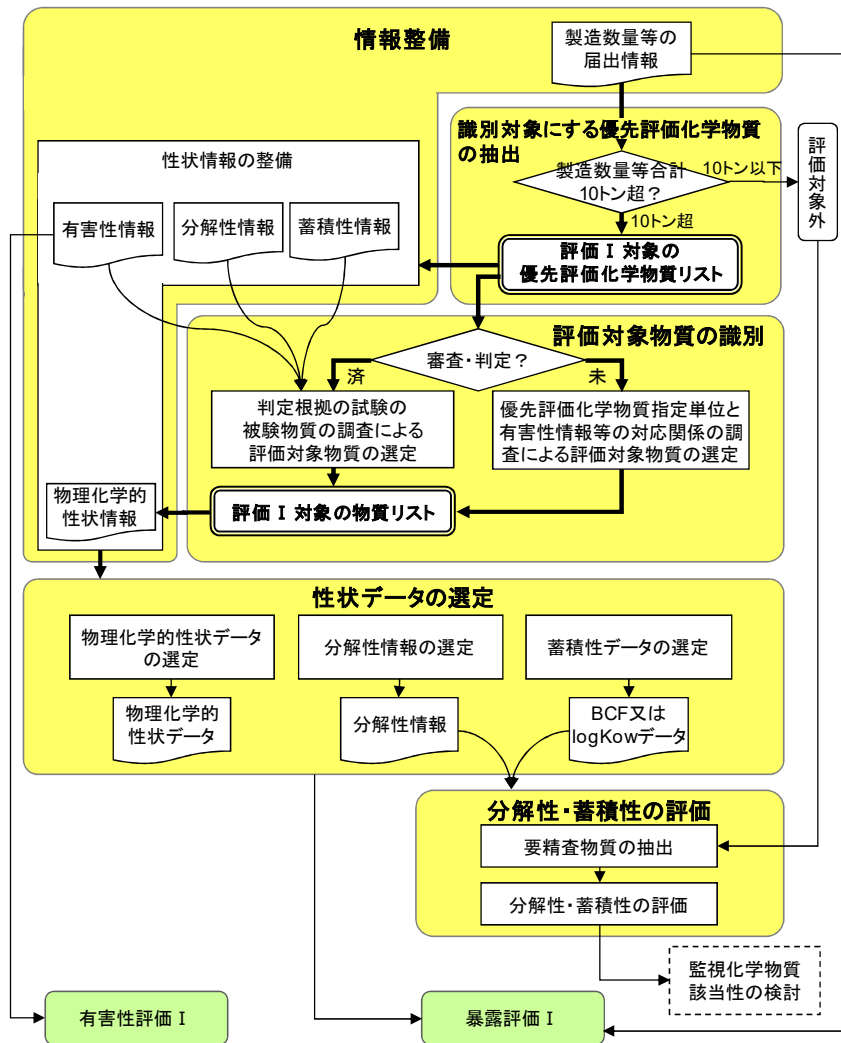 情報整備
製造数量等の
届出情報
識別対象にする優先評価化学物質
の抽出
製造数量等合計
10トン超?
10トン以下
評価対象外
10トン超
性状情報の整備
有害性情報
分解性情報
蓄積性情報
評価Ⅰ対象の
優先評価化学物質リスト
評価対象物質の識別
審査・判定?
済
未
判定根拠の試験の
被験物質の調査による
評価対象物質の選定
優先評価化学物質指定単位と
有害性情報等の対応関係の調
査による評価対象物質の選定
物理化学的
性状情報
評価Ⅰ対象の物質リスト
性状データの選定
物理化学的性状データ
の選定
分解性情報の選定
蓄積性データの選定
物理化学的
性状データ
分解性情報
BCF又は
logKowデータ
分解性・蓄積性の評価
要精査物質の抽出
分解性・蓄積性の評価
監視化学物質
該当性の検討
有害性評価Ⅰ
暴露評価Ⅰ